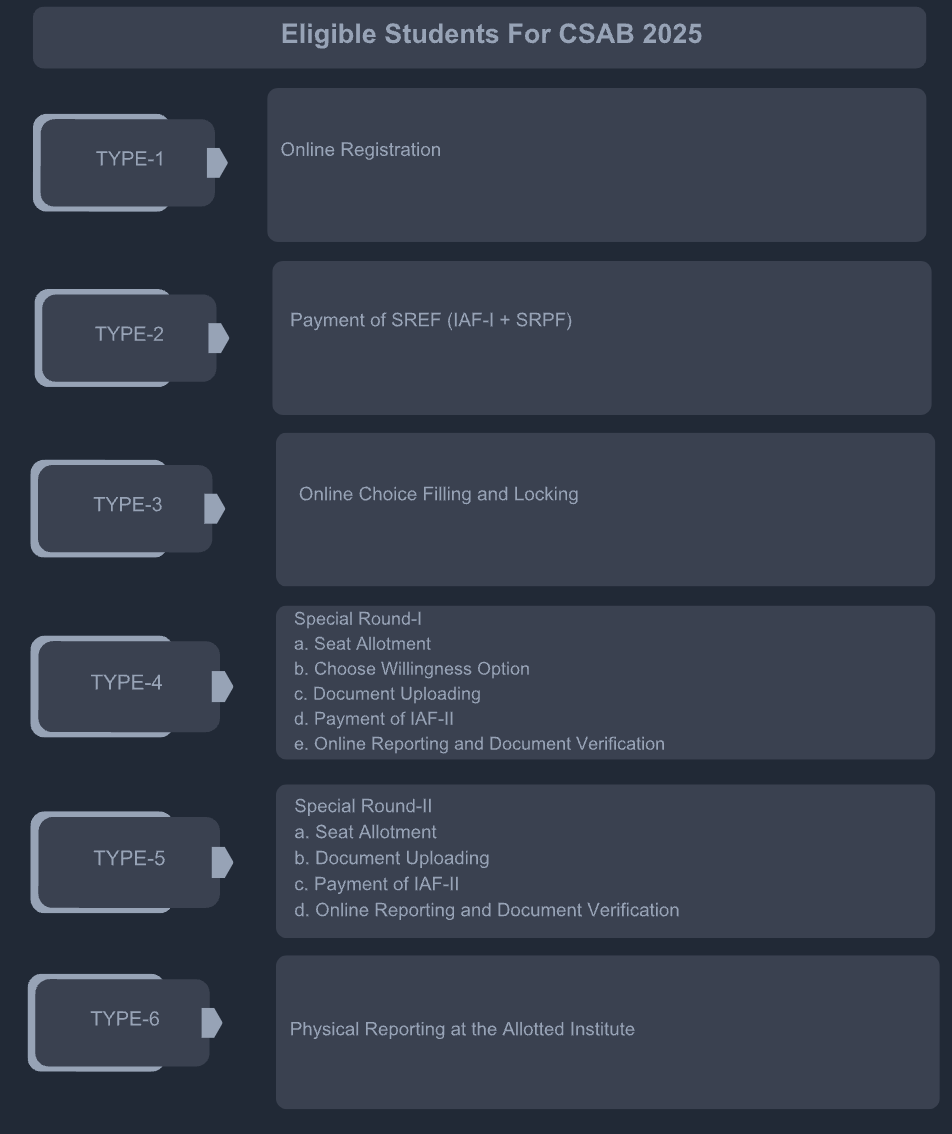 Eligible Students For CSAB 2025
TYPE-1
Online Registration
TYPE-2
Payment of SREF (IAF-I + SRPF)
TYPE-3
Online Choice Filling and Locking
TYPE-4
Special Round-I
a. Seat Allotment
b. Choose Willingness Option
c. Document Uploading
d. Payment of IAF-II
e. Online Reporting and Document Verification
TYPE-5
Special Round-II
a. Seat Allotment
b. Document Uploading
c. Payment of IAF-II
d. Online Reporting and Document Verification
TYPE-6
Physical Reporting at the Allotted Institute